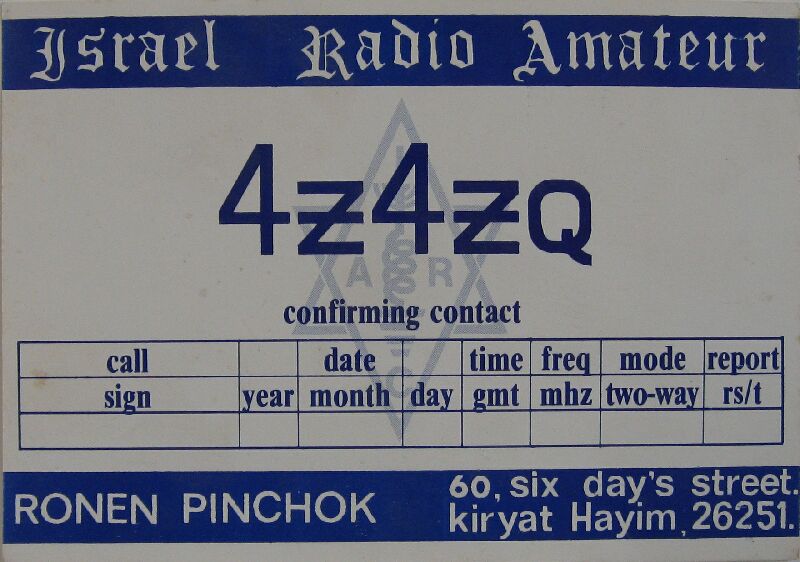 Israel Radio Amateur
4z4zQ
I
A R
C
confirming contact
call date time freq mode report
sign year month day gmt mhz two-way rs/t
RONEN PINCHOK
60, six day's street.
kiryat Hayim, 26251.